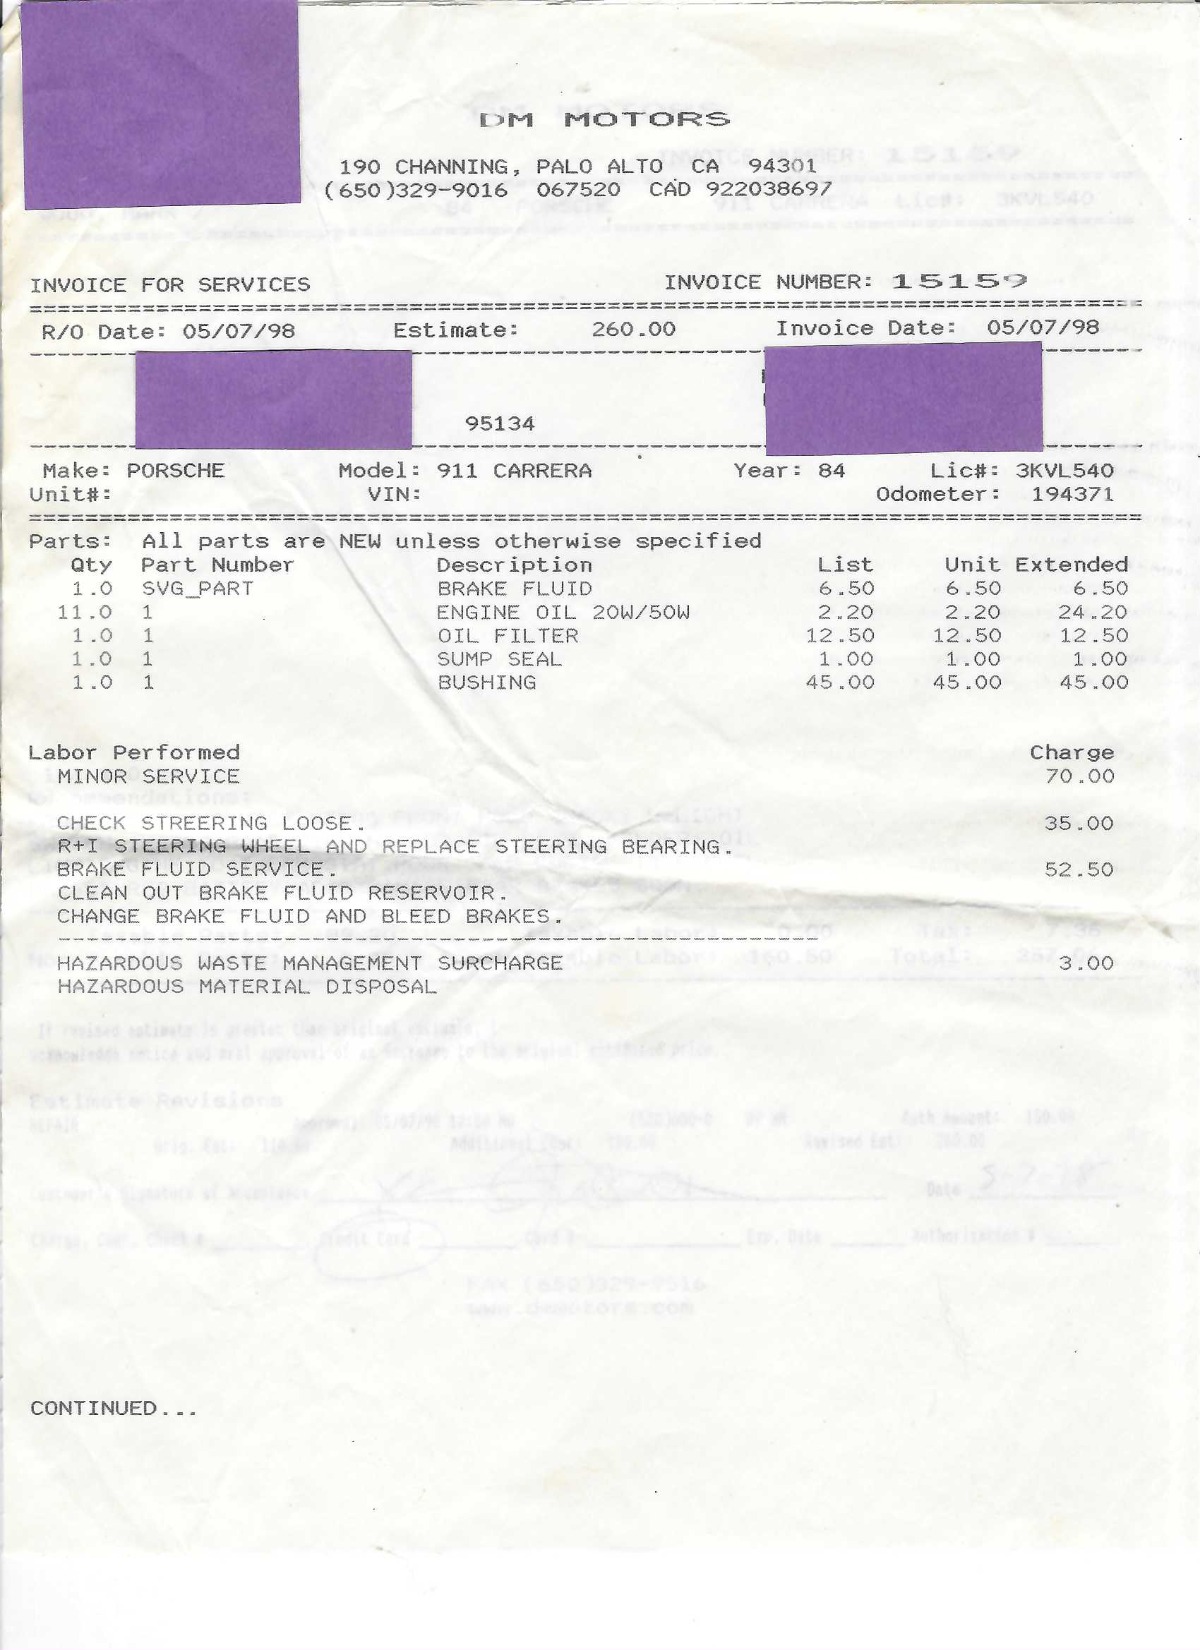 DM MOTORS
190 CHANNING, PALO ALTO CA 94301
(650)329-9016 067520 CAD 922038697
INVOICE FOR SERVICES INVOICE NUMBER: 15159
R/O Date: 05/07/98 Estimate: 260.00 Invoice Date: 05/07/98
95134
Make: PORSCHE Model: 911 CARRERA Year: 84 Lic#: 3KVL540
Unit#: VIN: Odometer: 194371
Parts: All parts are NEW unless otherwise specified
Qty Part Number Description List Unit Extended
1.0 SVG_PART BRAKE FLUID 6.50 6.50 6.50
11.0 1 ENGINE OIL 20W/50W 2.20 2.20 24.20
1.0 1 OIL FILTER 12.50 12.50 12.50
1.0 1 SUMP SEAL 1.00 1.00 1.00
1.0 1 BUSHING 45.00 45.00 45.00
Labor Performed Charge
MINOR SERVICE 70.00
CHECK STREERING LOOSE. 35.00
R+I STEERING WHEEL AND REPLACE STEERING BEARING.
BRAKE FLUID SERVICE. 52.50
CLEAN OUT BRAKE FLUID RESERVOIR.
CHANGE BRAKE FLUID AND BLEED BRAKES.
HAZARDOUS WASTE MANAGEMENT SURCHARGE 3.00
HAZARDOUS MATERIAL DISPOSAL
CONTINUED...